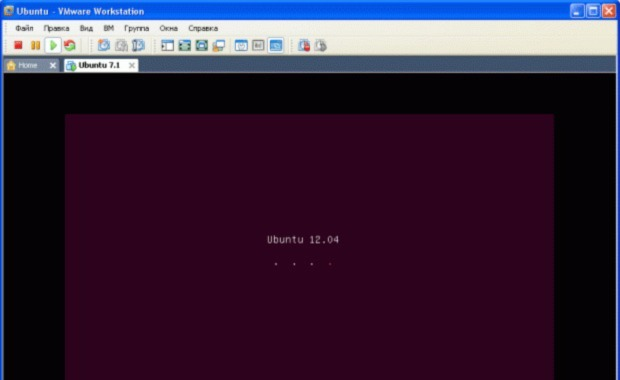 Ubuntu - VMware Workstation
Файл Правка Вид ВМ Группа Окна Справка
Home Ubuntu 7.1
Ubuntu 12.04
. . . .